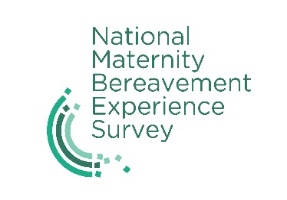 National
Maternity
Bereavement
Experience
Survey